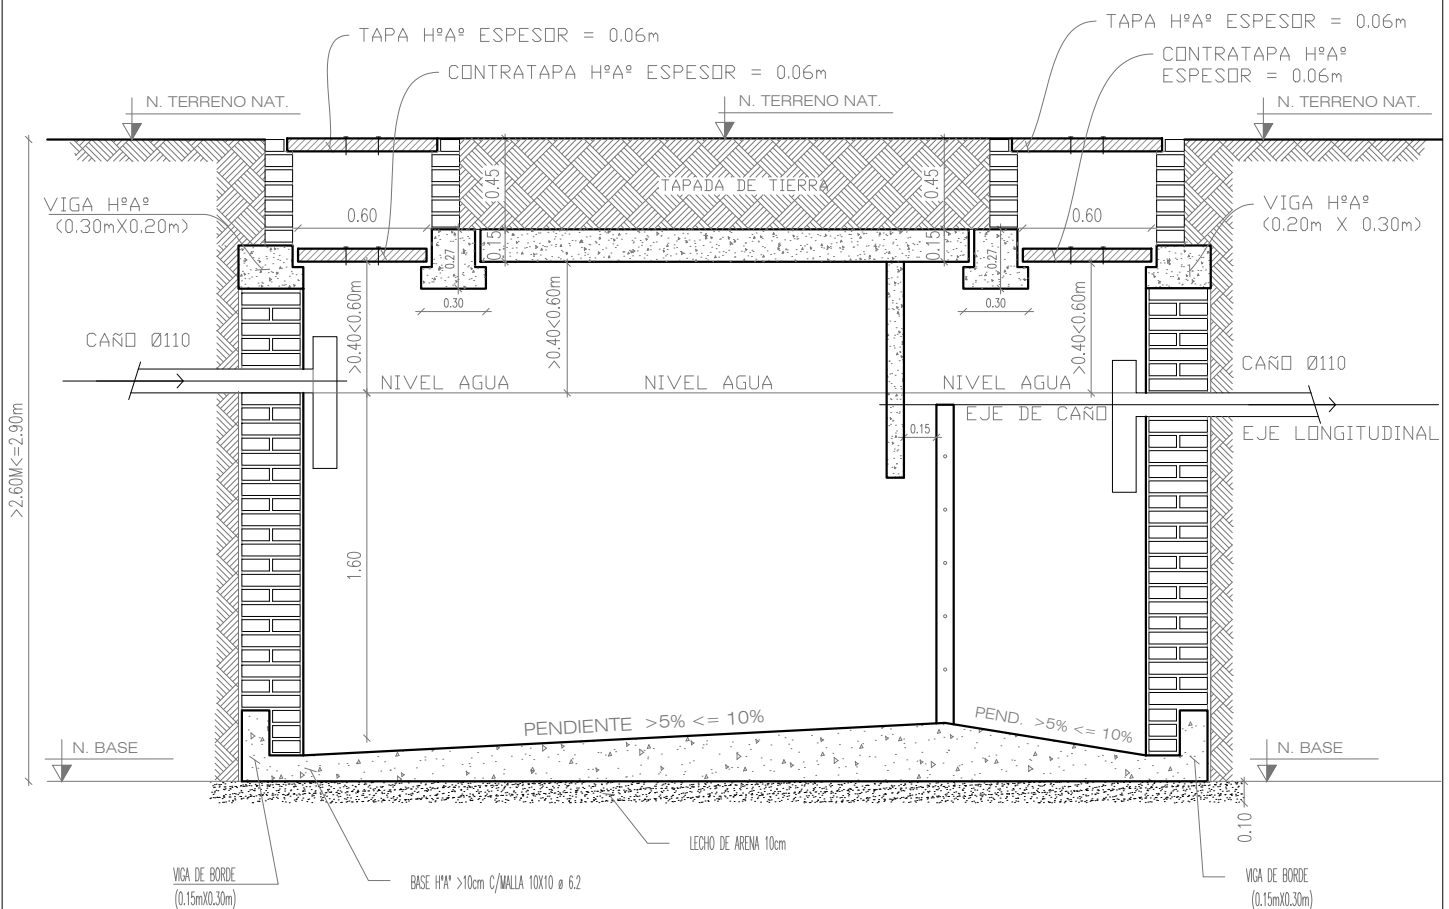 TAPA HºAº ESPESOR = 0.06m
TAPA HºAº ESPESOR = 0.06m
CONTRATAPA HºAº ESPESOR = 0.06m
CONTRATAPA HºAº
ESPESOR = 0.06m
N. TERRENO NAT.
N. TERRENO NAT.
N. TERRENO NAT.
0.45
TAPADA DE TIERRA
0.45
VIGA HºAº
(0.30mX0.20m)
0.60
0.60
VIGA HºAº
(0.20m X 0.30m)
0.15
0.15
0.27
0.27
0.30
0.30
>0.40<0.60m
>0.40<0.60m
>0.40<0.60m
CAÑO Ø110
CAÑO Ø110
NIVEL AGUA
NIVEL AGUA
NIVEL AGUA
EJE DE CAÑO
0.15
EJE LONGITUDINAL
>2.60M<=2.90m
1.60
PENDIENTE >5% <= 10%
PEND. >5% <= 10%
N. BASE
N. BASE
0.10
LECHO DE ARENA 10cm
VIGA DE BORDE
(0.15mX0.30m)
BASE HºAº >10cm C/MALLA 10X10 ø 6.2
VIGA DE BORDE
(0.15mX0.30m)